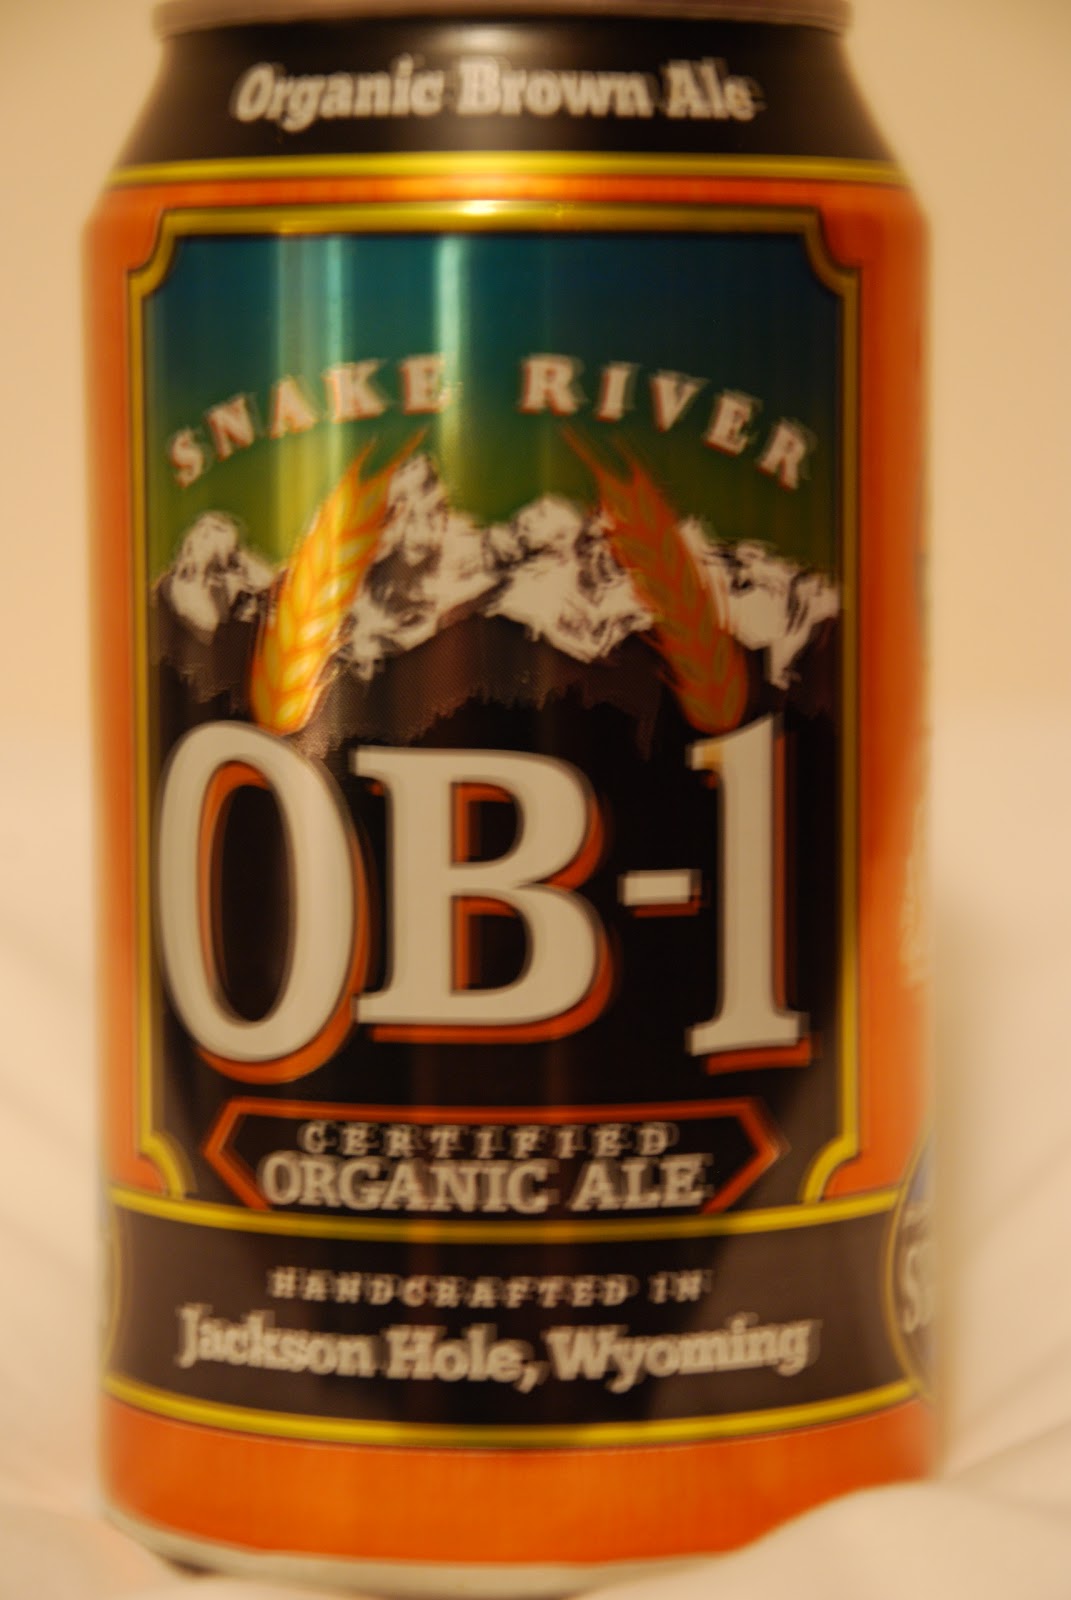 Organic Brown Ale
SNAKE RIVER
OB-1
CERTIFIED
ORGANIC ALE
HANDCRAFTED IN
Jackson Hole, Wyoming